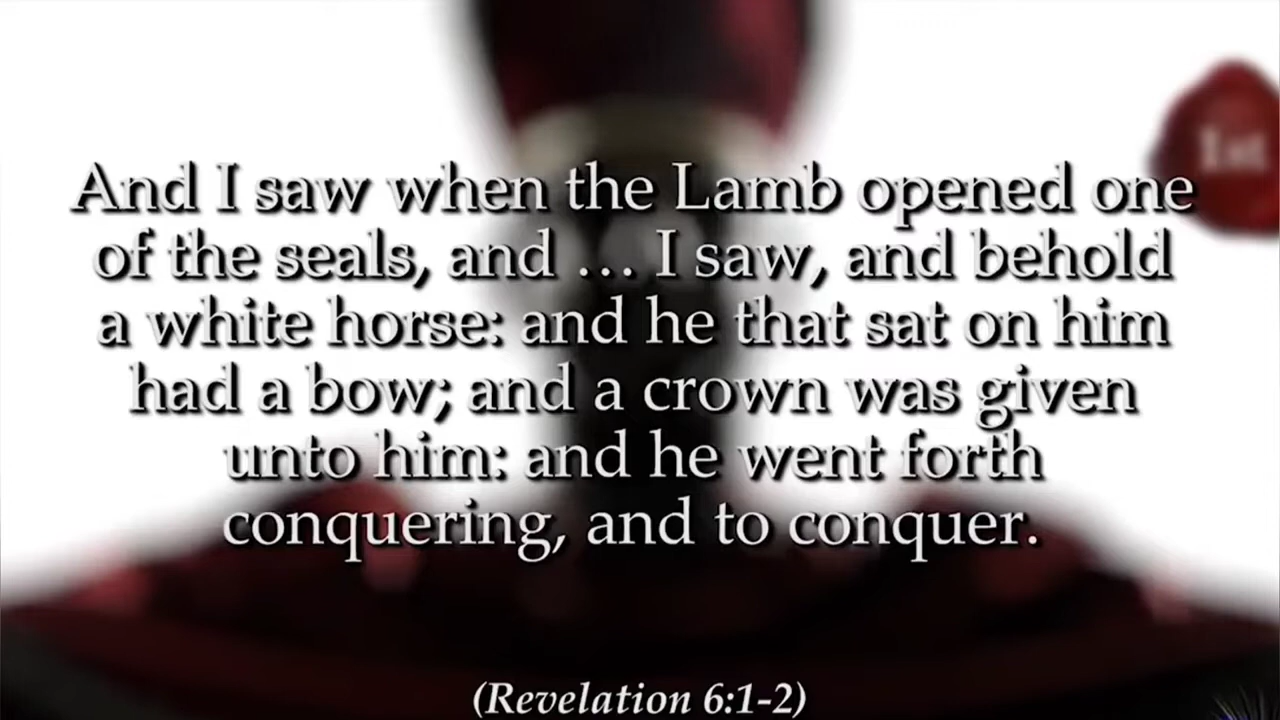 1st
And I saw when the Lamb opened one
of the seals, and … I saw, and behold
a white horse: and he that sat on him
had a bow; and a crown was given
unto him: and he went forth
conquering, and to conquer.
(Revelation 6:1-2)